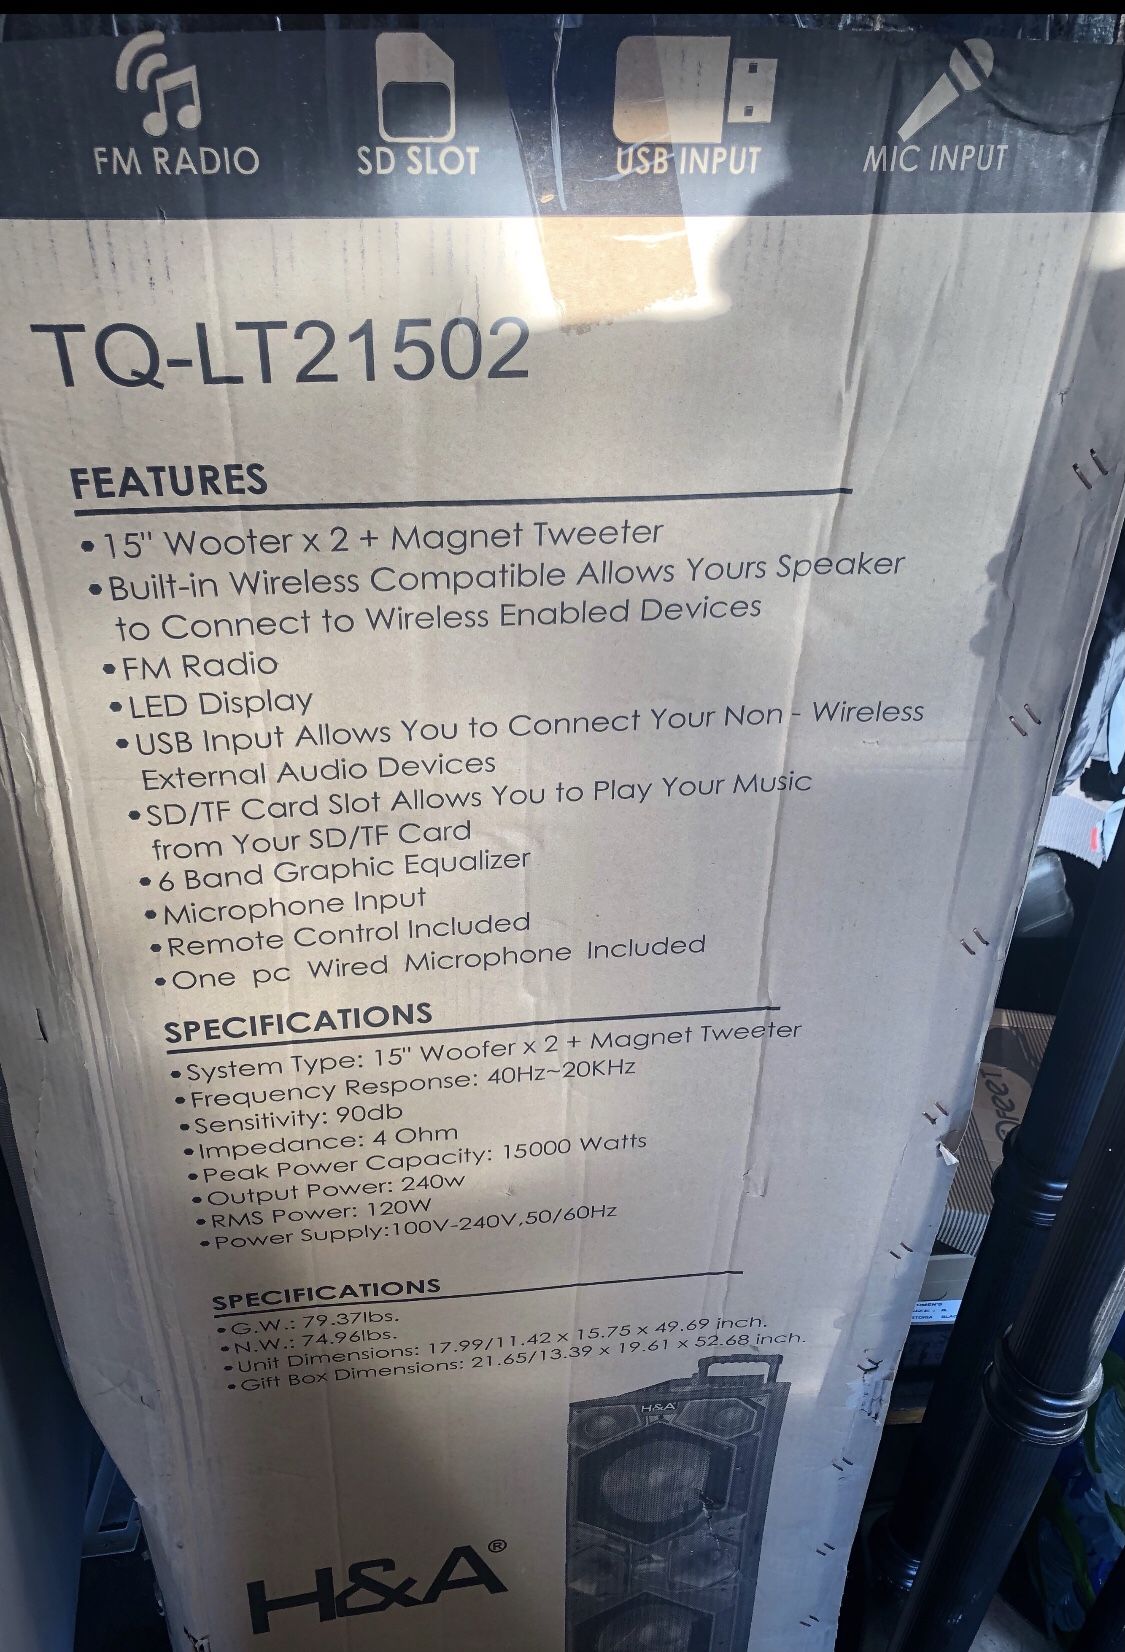 FM RADIO SD SLOT USB INPUT MIC INPUT
TQ-LT21502
FEATURES
• 15" Wooter x 2 + Magnet Tweeter
• Built-in Wireless Compatible Allows Yours Speaker
to Connect to Wireless Enabled Devices
• FM Radio
• LED Display
• USB Input Allows You to Connect Your Non - Wireless
External Audio Devices
• SD/TF Card Slot Allows You to Play Your Music
from Your SD/TF Card
• 6 Band Graphic Equalizer
• Microphone Input
• Remote Control Included
• One pc Wired Microphone Included
SPECIFICATIONS
• System Type: 15" Woofer x 2 + Magnet Tweeter
• Frequency Response: 40Hz~20KHz
• Sensitivity: 90db
• Impedance: 4 Ohm
• Peak Power Capacity: 15000 Watts
• Output Power: 240w
• RMS Power: 120W
• Power Supply:100V-240V,50/60Hz
SPECIFICATIONS
• G.W.: 79.37lbs.
• N.W.: 74.96lbs.
• Unit Dimensions: 17.99/11.42 x 15.75 x 49.69 inch.
• Gift Box Dimensions: 21.65/13.39 x 19.61 x 52.68 inch.
H&A
H&A®